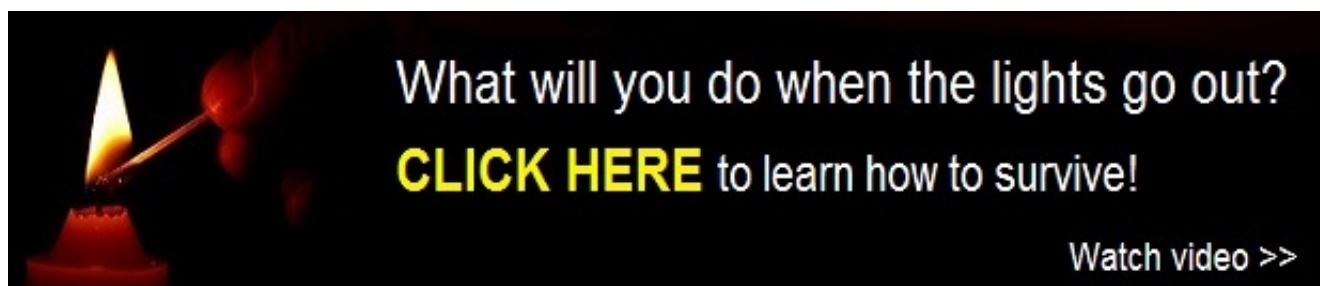 What will you do when the lights go out?
CLICK HERE to learn how to survive!
Watch video >>